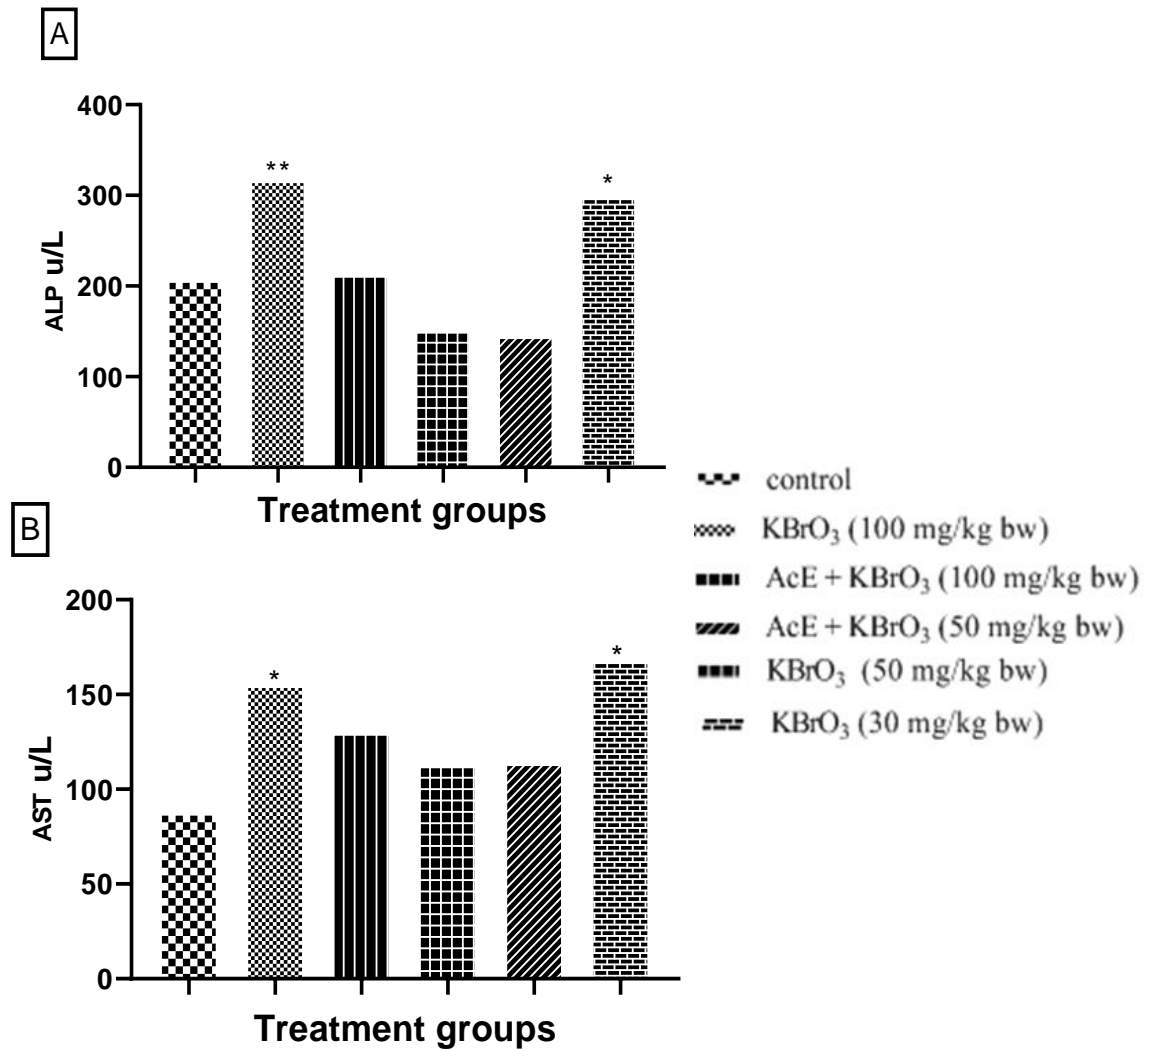 A
400
**
*
300
ALP u/L
200
100
0
Treatment groups
control
KBrO₃ (100 mg/kg bw)
AcE + KBrO₃ (100 mg/kg bw)
AcE + KBrO₃ (50 mg/kg bw)
KBrO₃ (50 mg/kg bw)
KBrO₃ (30 mg/kg bw)
B
200
*
*
150
AST u/L
100
50
0
Treatment groups